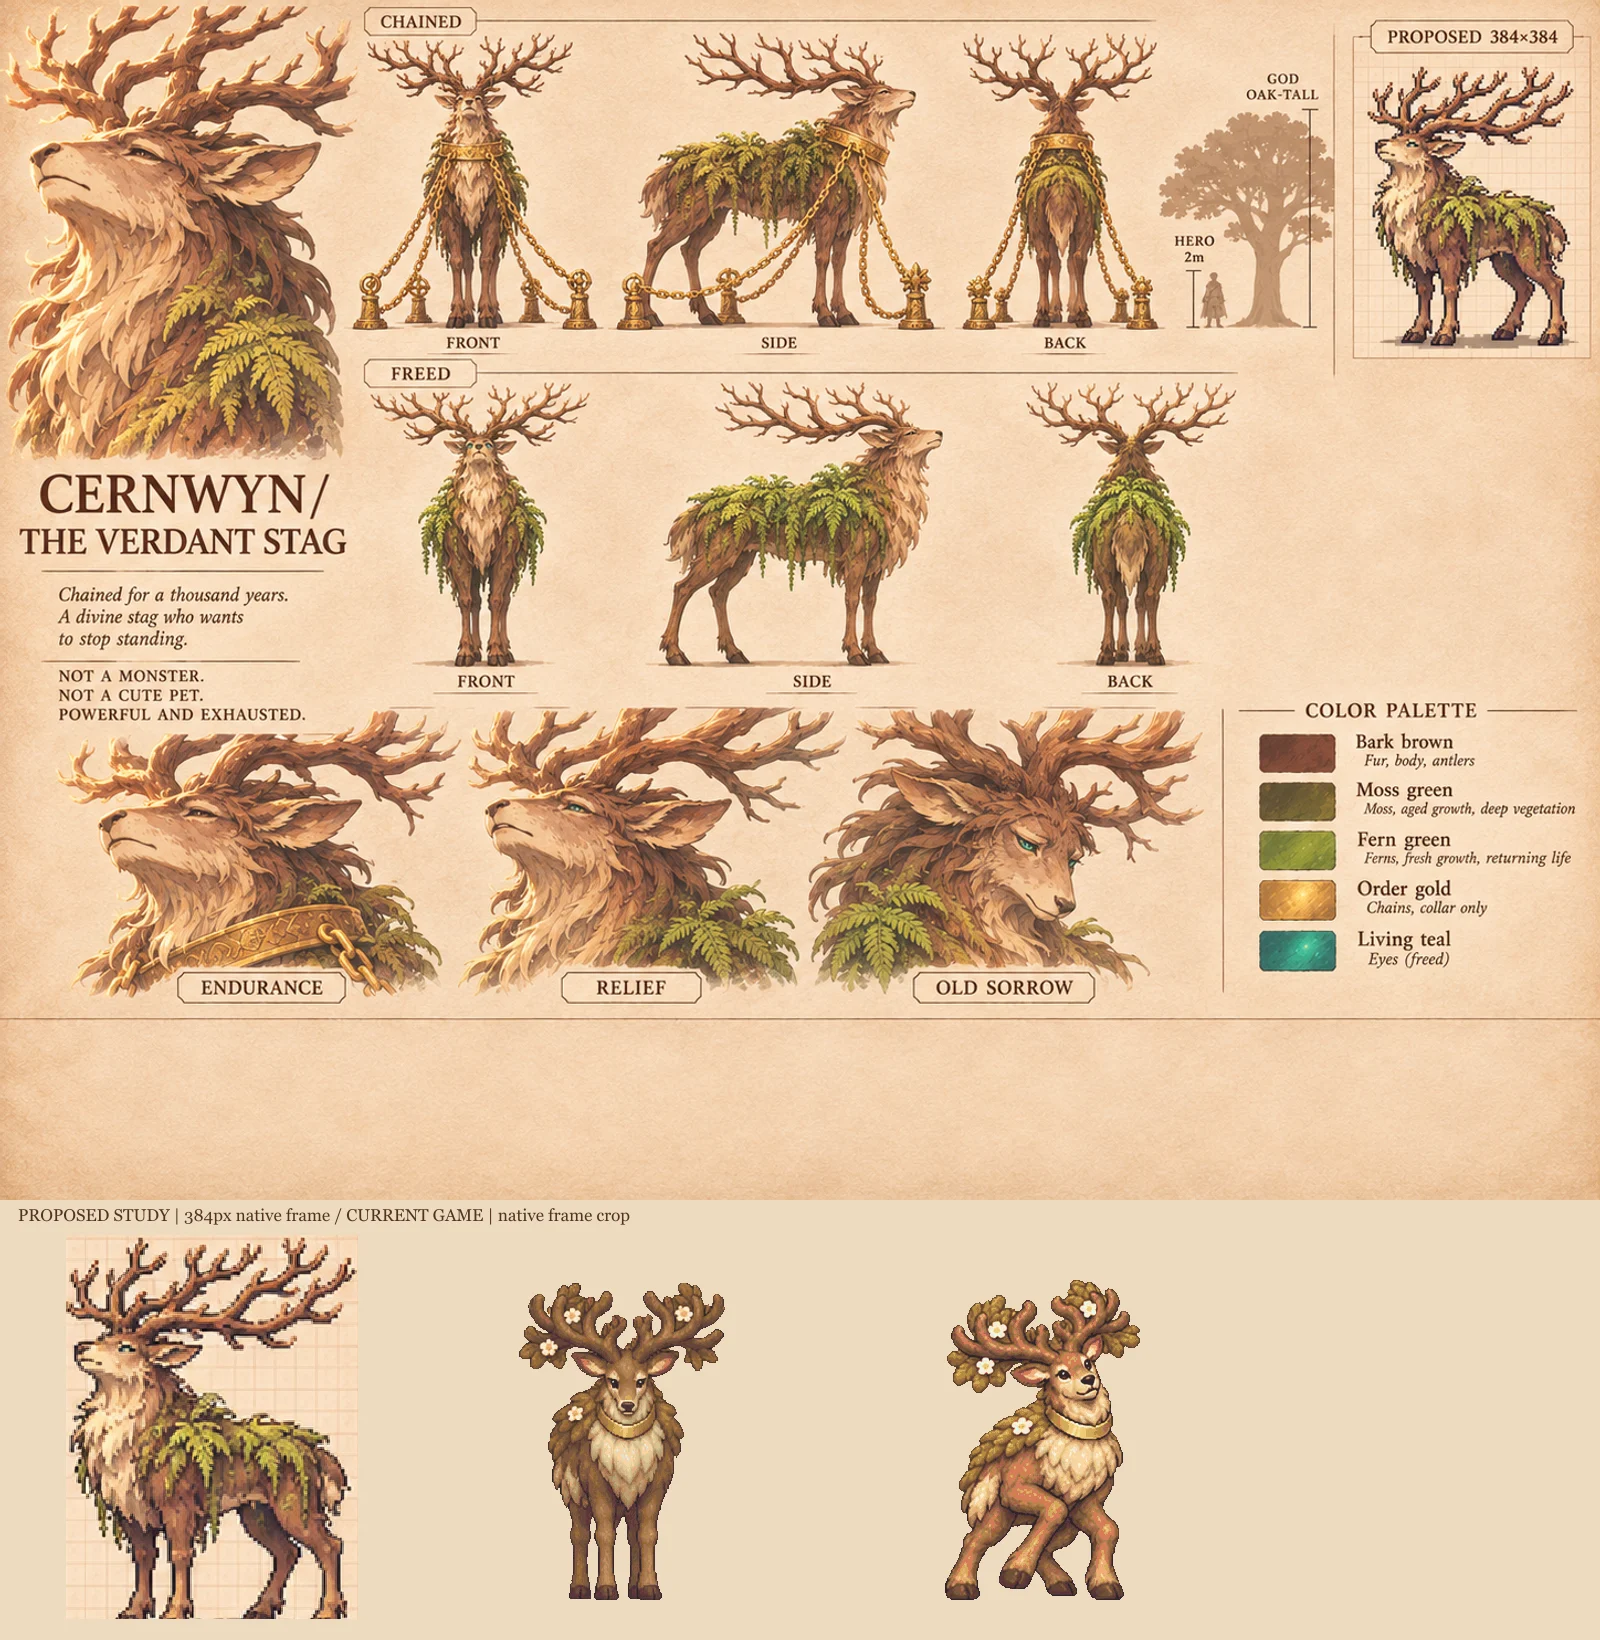 CHAINED
PROPOSED 384×384
GOD
OAK-TALL
HERO
2m
FRONT
SIDE
BACK
FREED
CERNWYN/
THE VERDANT STAG
Chained for a thousand years.
A divine stag who wants
to stop standing.
NOT A MONSTER.
NOT A CUTE PET.
POWERFUL AND EXHAUSTED.
FRONT
SIDE
BACK
ENDURANCE
RELIEF
OLD SORROW
COLOR PALETTE
Bark brown
Fur, body, antlers
Moss green
Moss, aged growth, deep vegetation
Fern green
Ferns, fresh growth, returning life
Order gold
Chains, collar only
Living teal
Eyes (freed)
PROPOSED STUDY | 384px native frame / CURRENT GAME | native frame crop